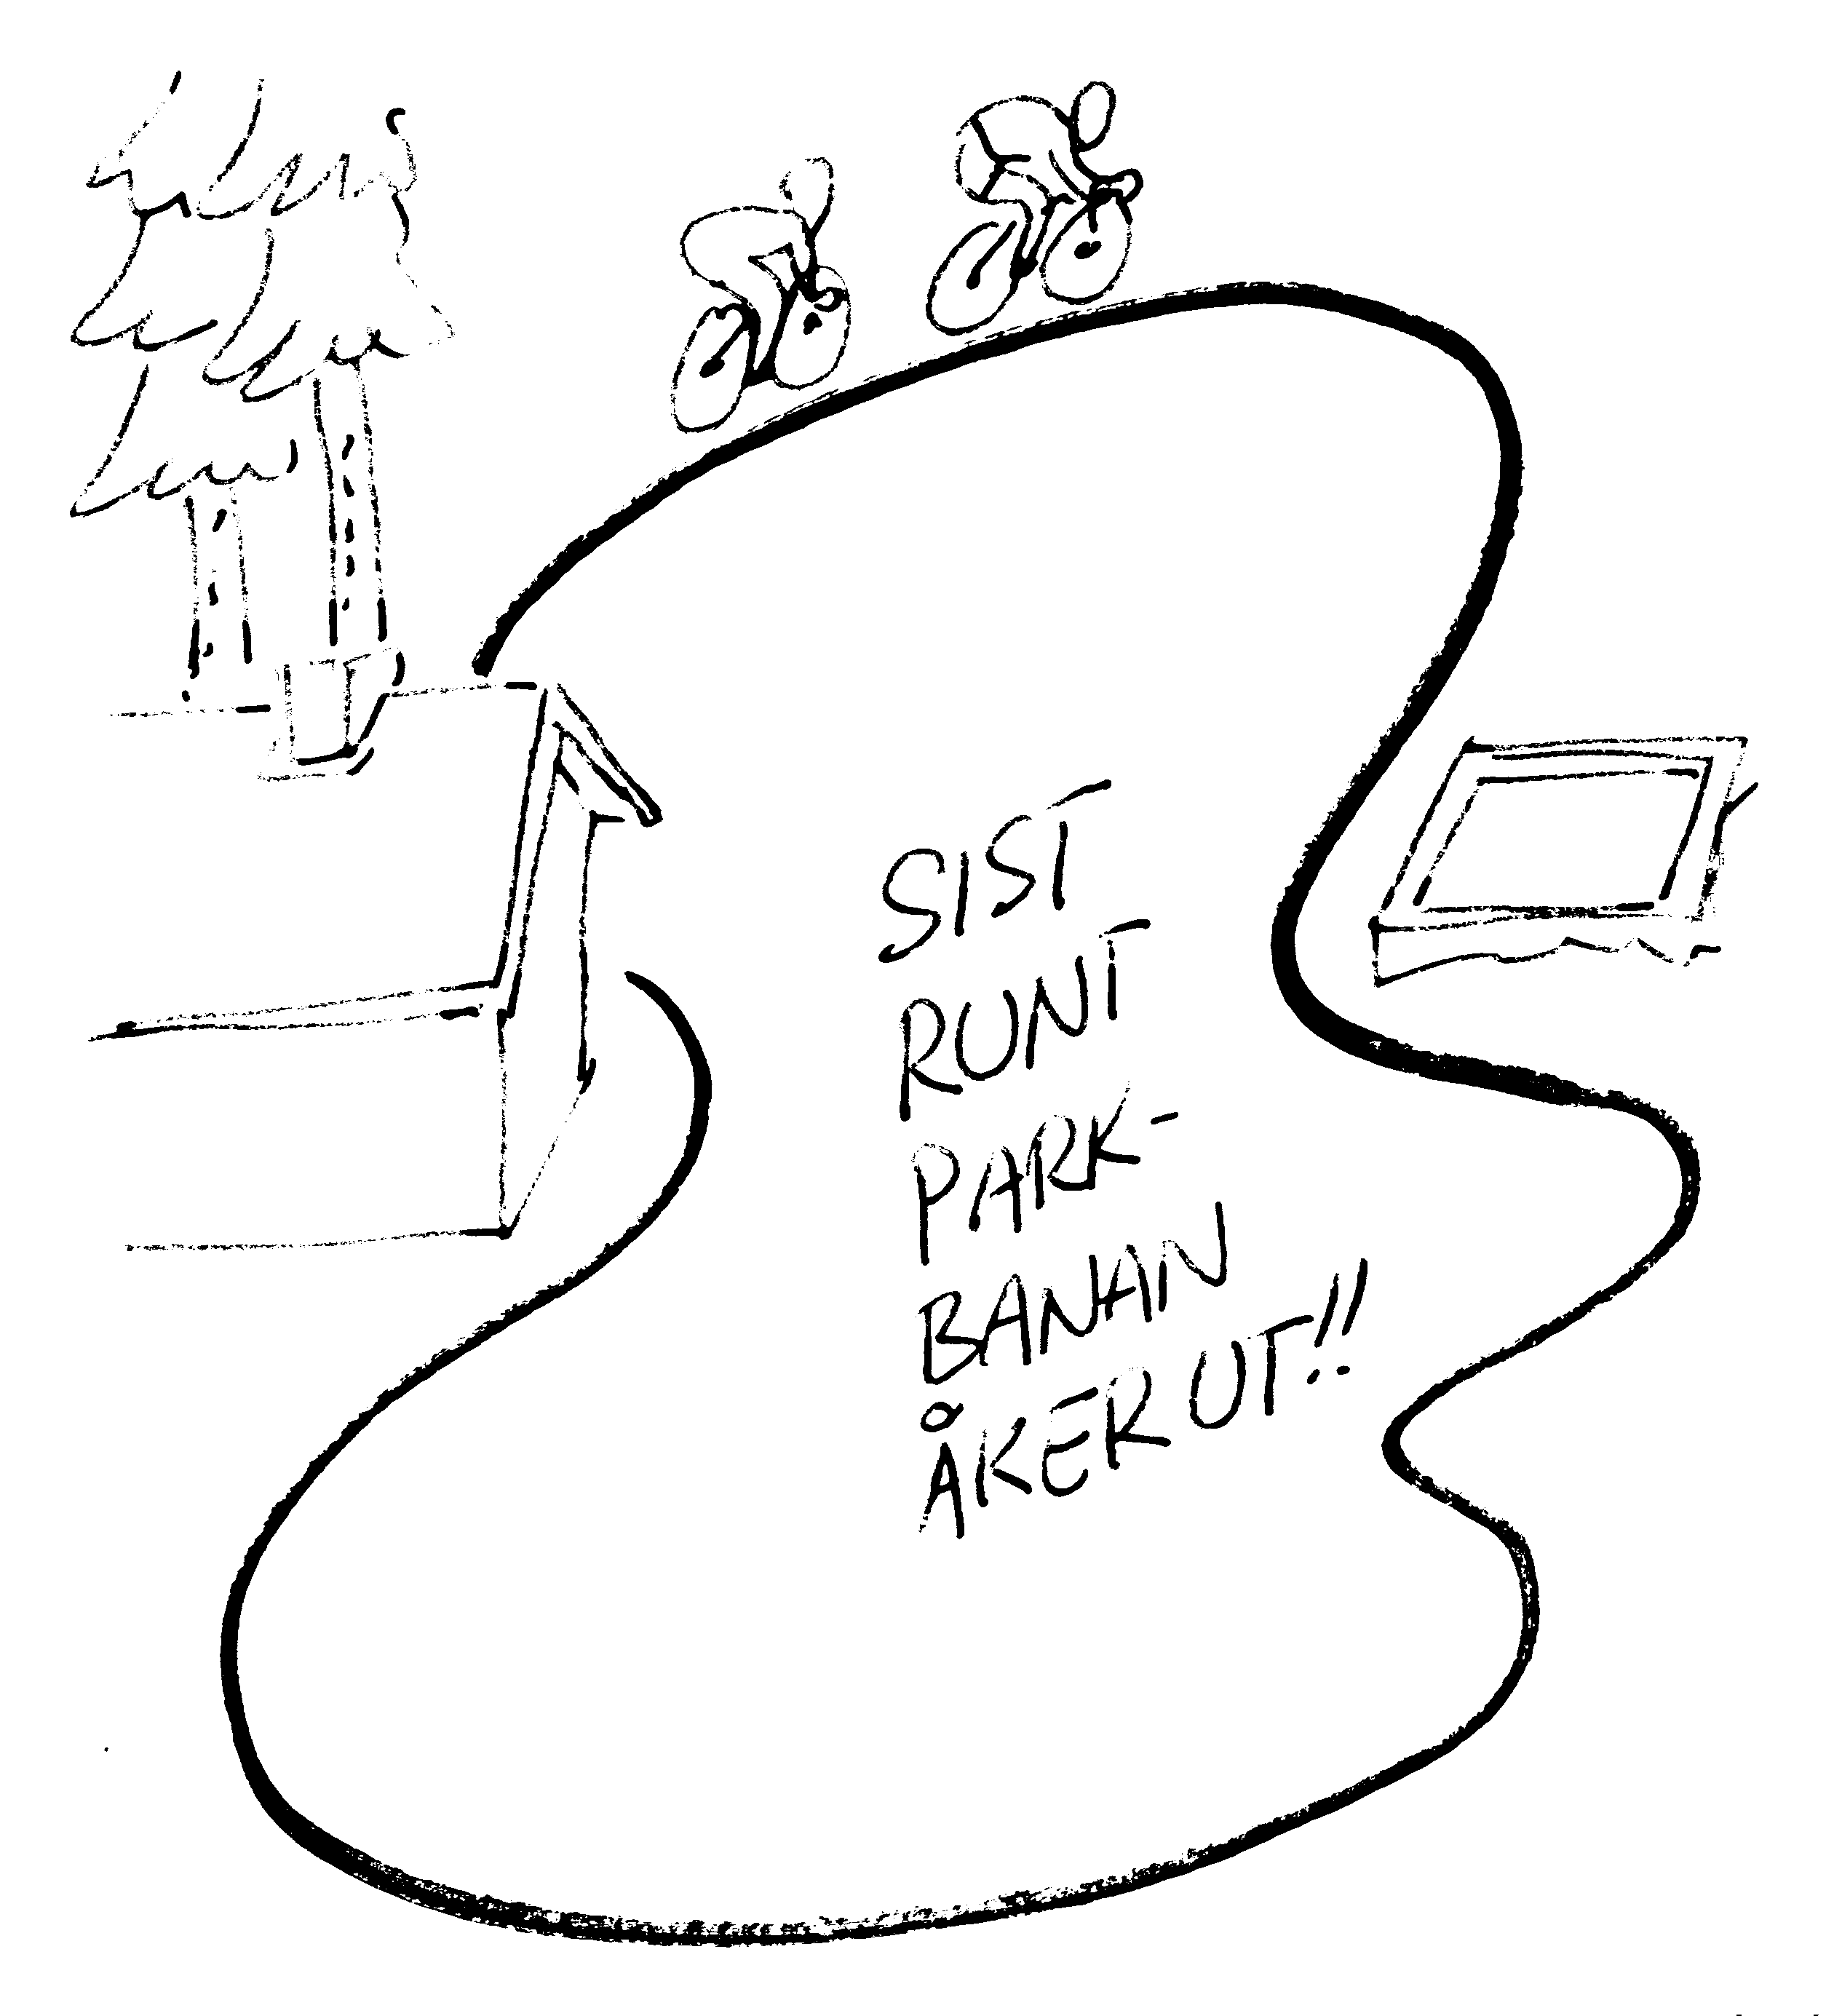 SIST
RUNT
PARK-
BANAN
ÅKER UT!!